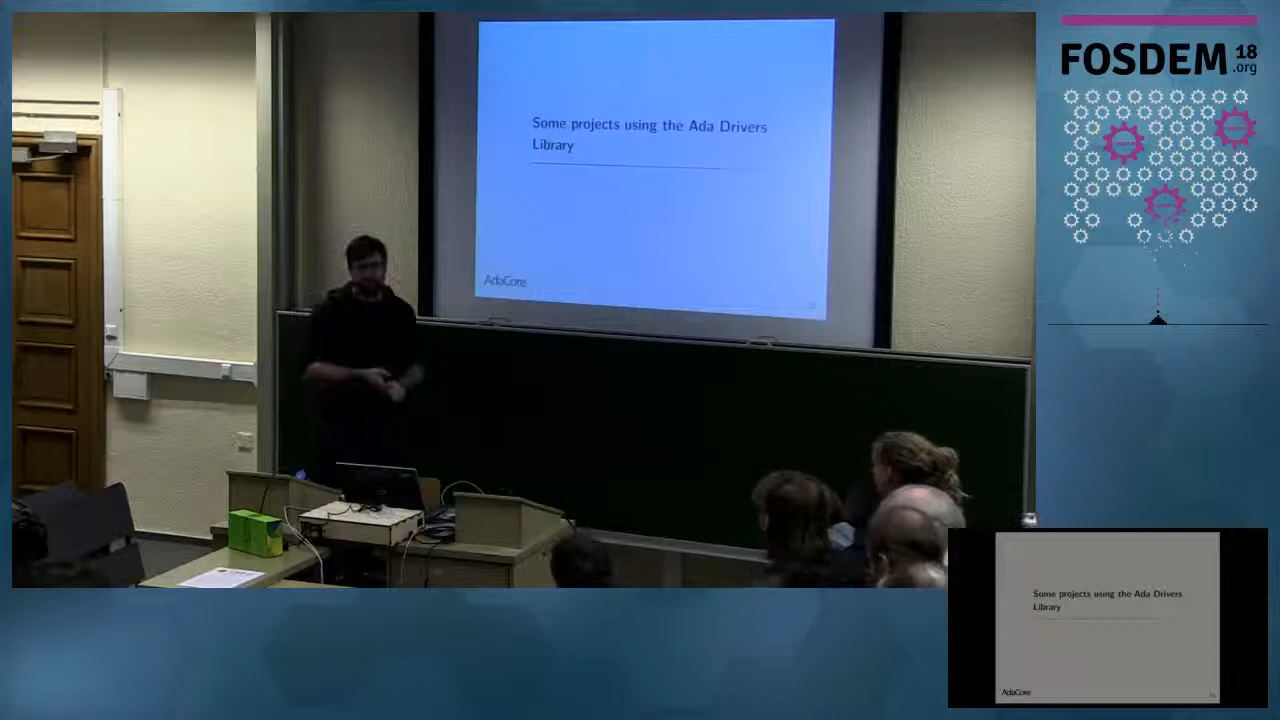 Some projects using the Ada Drivers
Library
AdaCore
FOSDEM 18
.org
Some projects using the Ada Drivers
Library
AdaCore